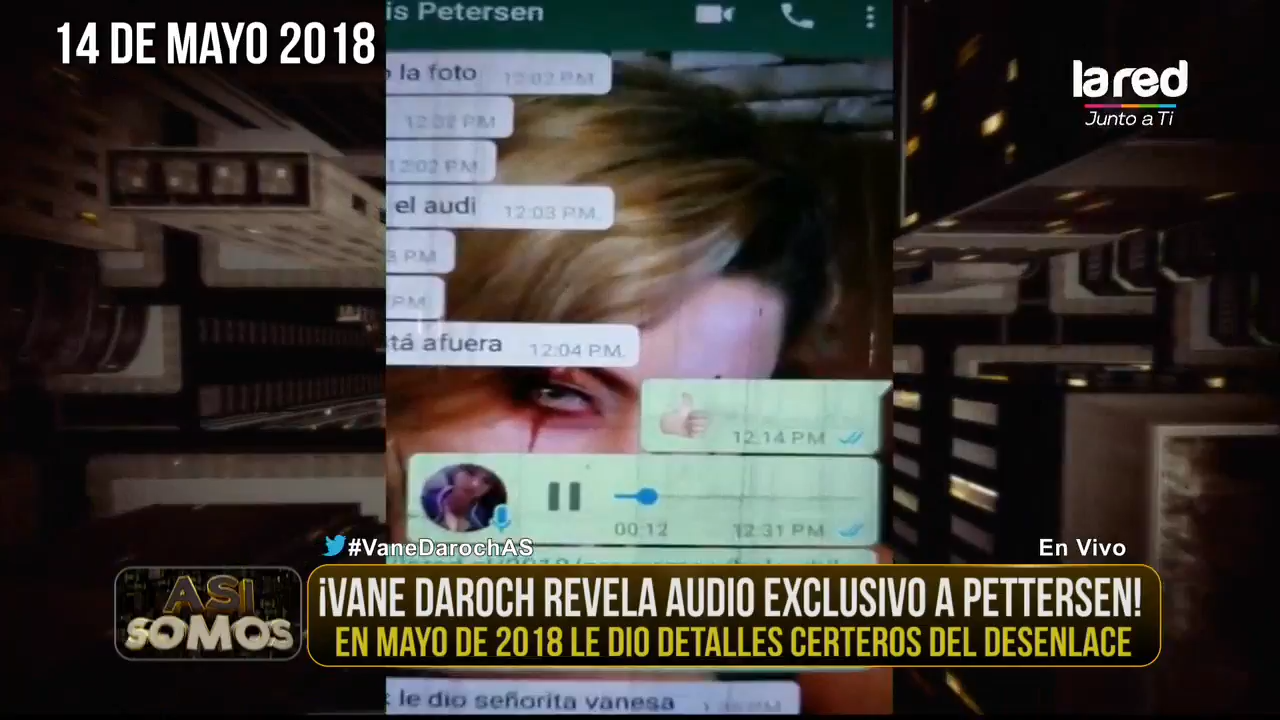 14 DE MAYO 2018
is Petersen
la foto 12:02 PM
12:02 PM
12:02 PM
el audi 12:03 P.M.
PM
PM
tá afuera 12:04 P.M.
12:14 PM
00:12 12:31 PM
la red
Junto a Ti
#VaneDarochAS
En Vivo
ASI
SOMOS
¡VANE DAROCH REVELA AUDIO EXCLUSIVO A PETTERSEN!
EN MAYO DE 2018 LE DIO DETALLES CERTEROS DEL DESENLACE
le dio señorita vanesa